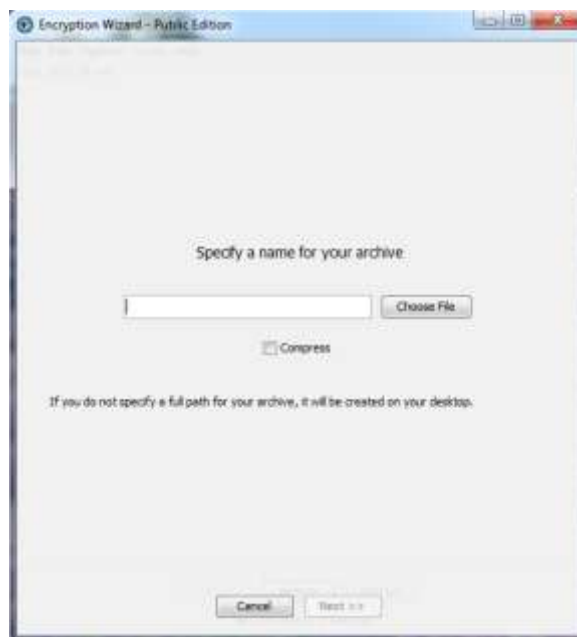 Encryption Wizard - Public Edition
Specify a name for your archive
Choose File
Compress
If you do not specify a full path for your archive, it will be created on your desktop.
Cancel
Next >>